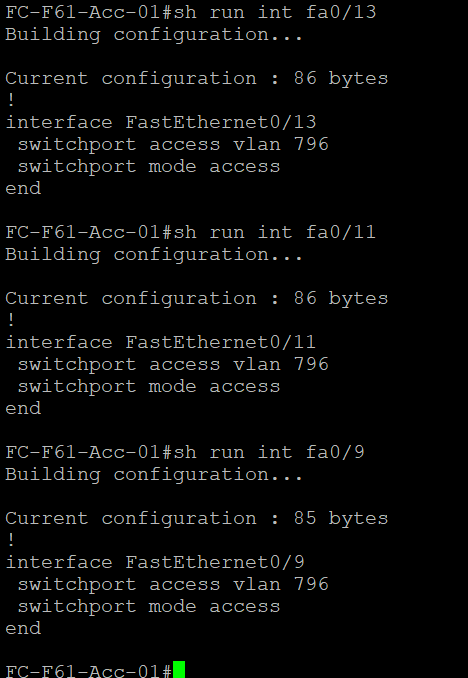 FC-F61-Acc-01#sh run int fa0/13
Building configuration...
Current configuration : 86 bytes
!
interface FastEthernet0/13
 switchport access vlan 796
 switchport mode access
end
FC-F61-Acc-01#sh run int fa0/11
Building configuration...
Current configuration : 86 bytes
!
interface FastEthernet0/11
 switchport access vlan 796
 switchport mode access
end
FC-F61-Acc-01#sh run int fa0/9
Building configuration...
Current configuration : 85 bytes
!
interface FastEthernet0/9
 switchport access vlan 796
 switchport mode access
end
FC-F61-Acc-01#